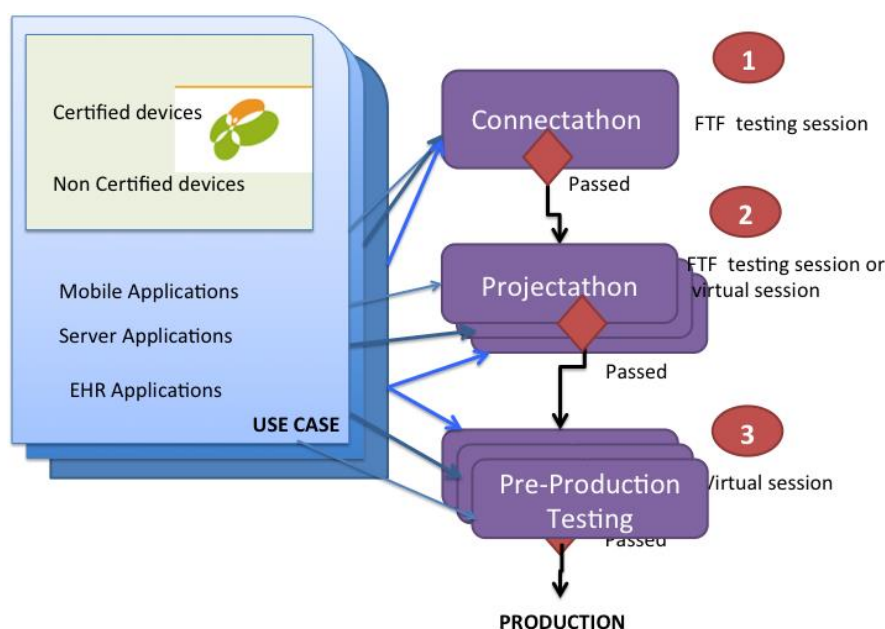 Certified devices
Non Certified devices
Mobile Applications
Server Applications
EHR Applications
USE CASE
Connectathon
Passed
1
FTF testing session
Projectathon
Passed
2
FTF testing session or
virtual session
Pre-Production
Testing
Passed
3
Virtual session
PRODUCTION